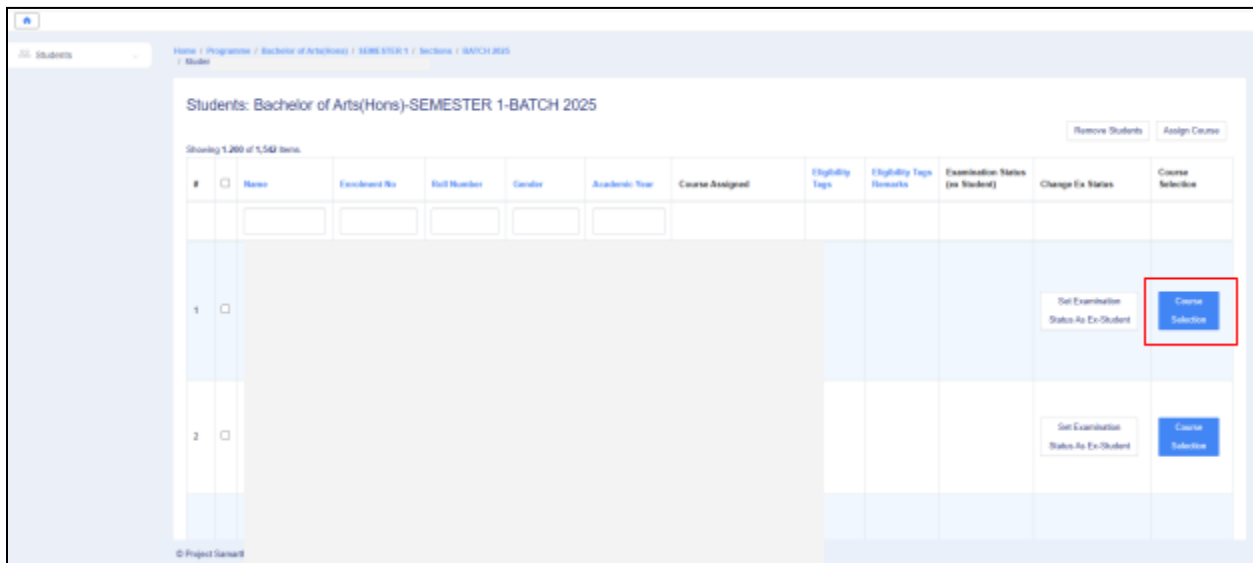 Students
Home / Programme / Bachelor of Arts(Hons) / SEMESTER 1 / Sections / BATCH 2025
/ Studen
Students: Bachelor of Arts(Hons)-SEMESTER 1-BATCH 2025
Remove Students Assign Course
Showing 1-200 of 1,542 items.
# Name Enrolment No Roll Number Gender Academic Year Course Assigned Eligibility Tags Eligibility Tags Remarks Examination Status (ex Student) Change Ex Status Course Selection
1 Set Examination Status As Ex-Student Course Selection
2 Set Examination Status As Ex-Student Course Selection
© Project Samart